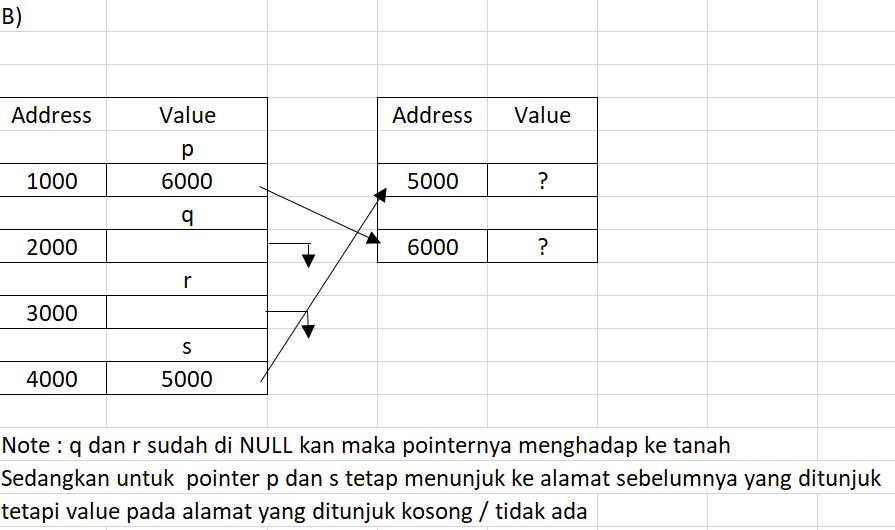 B)
Address Value Address Value
p
1000 6000 5000 ?
q
2000 6000 ?
r
3000
s
4000 5000
Note : q dan r sudah di NULL kan maka pointernya menghadap ke tanah
Sedangkan untuk  pointer p dan s tetap menunjuk ke alamat sebelumnya yang ditunjuk
tetapi value pada alamat yang ditunjuk kosong / tidak ada